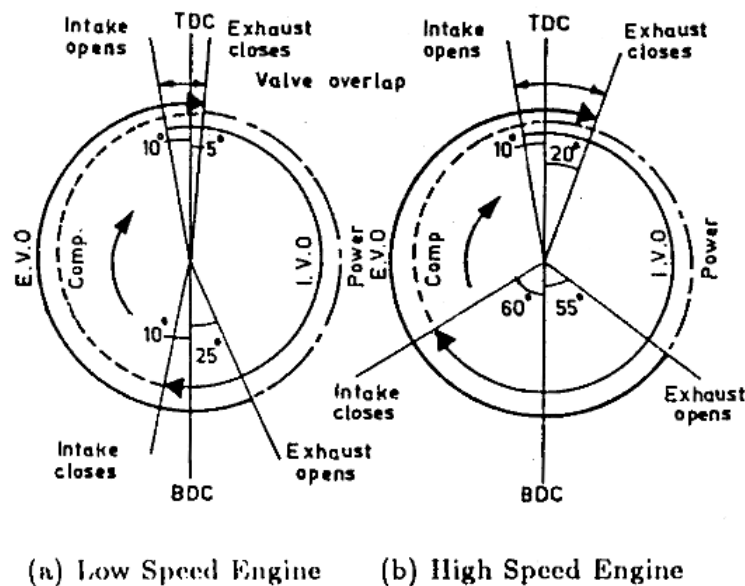 Intake
opens
TDC
Exhaust
closes
Valve overlap
10°
5°
E.V.O
Comp.
I.V.O
Power
10°
25°
Intake
closes
Exhaust
opens
BDC
(a) Low Speed Engine
Intake
opens
TDC
Exhaust
closes
10°
20°
E.V.O
Comp
I.V.O
Power
60°
55°
Intake
closes
Exhaust
opens
BDC
(b) High Speed Engine